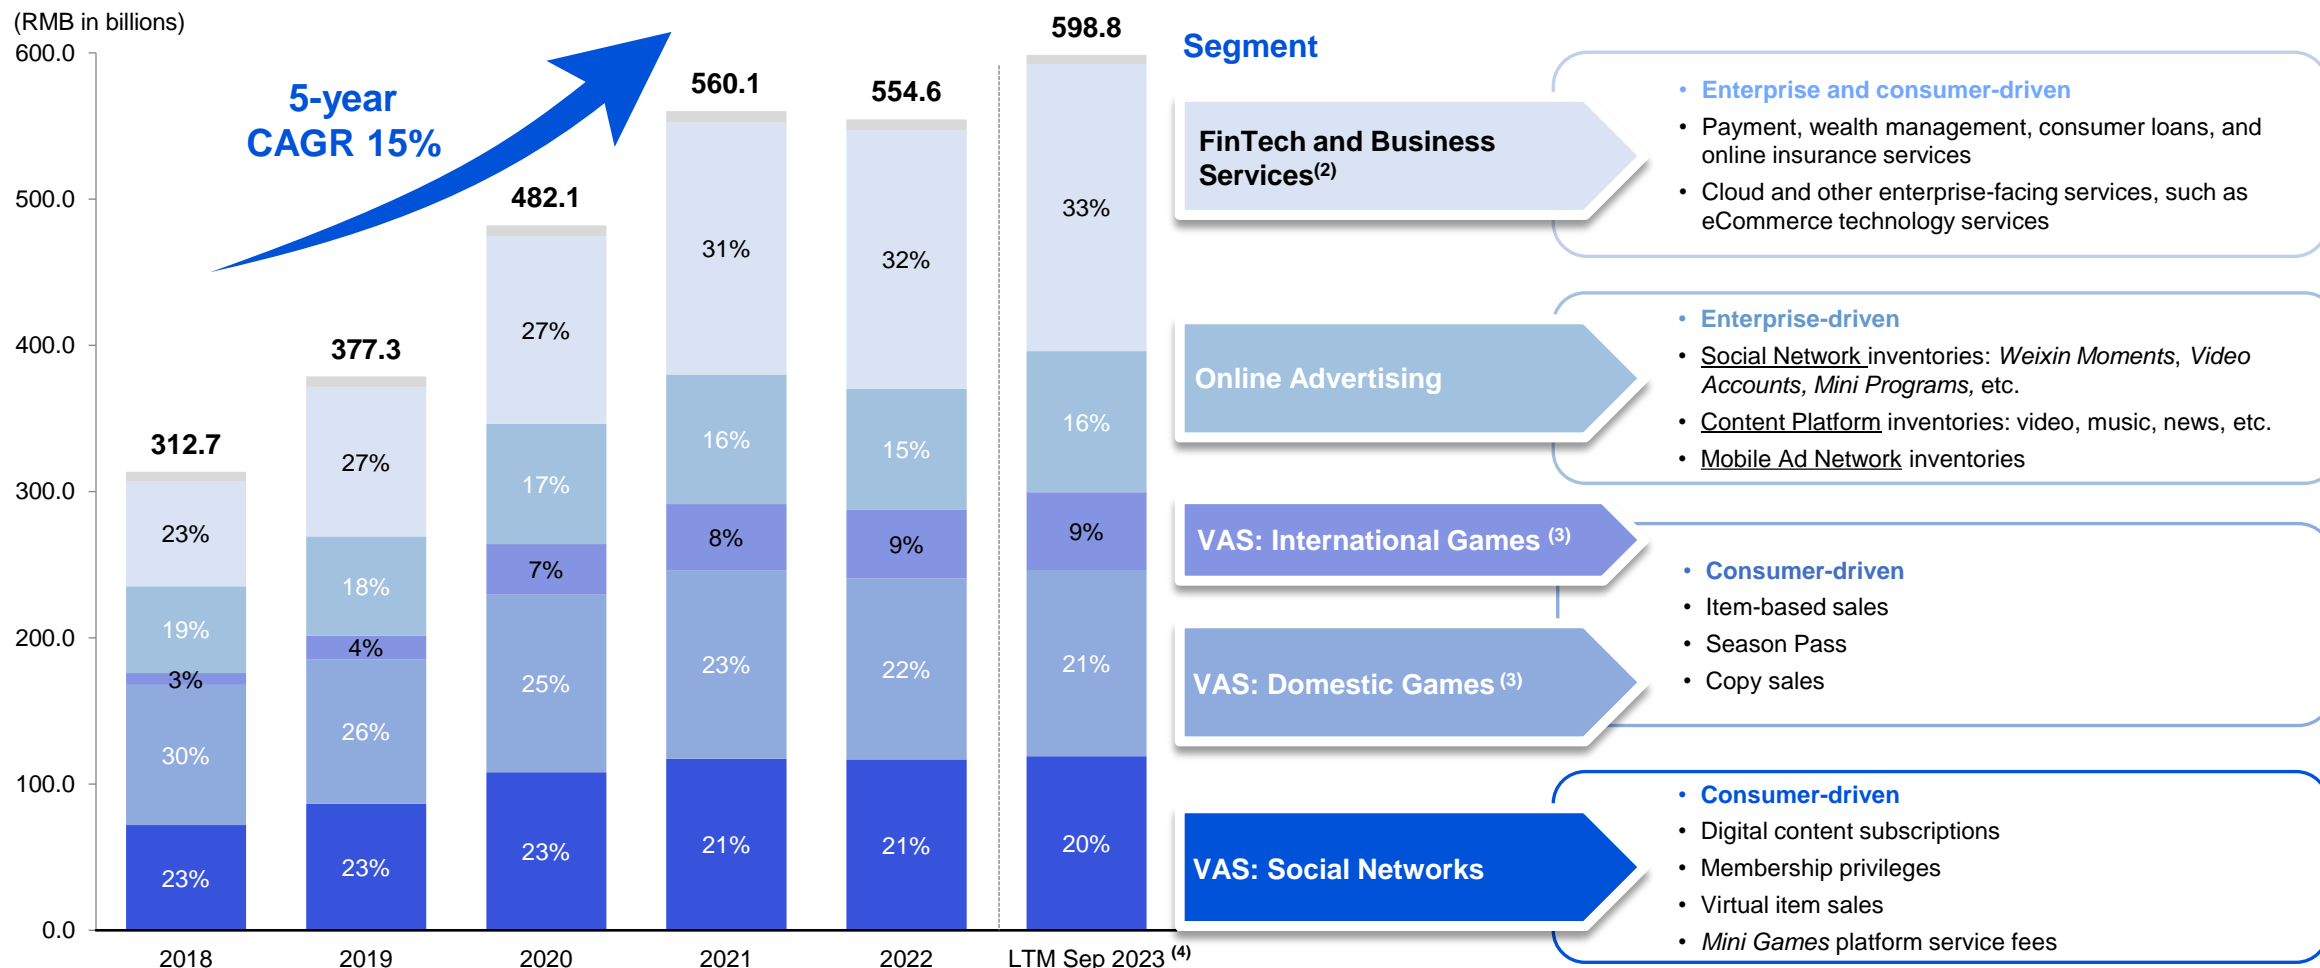 (RMB in billions)
600.0
500.0
400.0
300.0
200.0
100.0
0.0
5-year
CAGR 15%
312.7
23%
19%
3%
30%
23%
2018
377.3
27%
18%
4%
26%
23%
2019
482.1
27%
17%
7%
25%
23%
2020
560.1
31%
16%
8%
23%
21%
2021
554.6
32%
15%
9%
22%
21%
2022
598.8
33%
16%
9%
21%
20%
LTM Sep 2023 (4)
Segment
FinTech and Business
Services(2)
• Enterprise and consumer-driven
• Payment, wealth management, consumer loans, and
online insurance services
• Cloud and other enterprise-facing services, such as
eCommerce technology services
Online Advertising
• Enterprise-driven
• Social Network inventories: Weixin Moments, Video
Accounts, Mini Programs, etc.
• Content Platform inventories: video, music, news, etc.
• Mobile Ad Network inventories
VAS: International Games (3)
VAS: Domestic Games (3)
• Consumer-driven
• Item-based sales
• Season Pass
• Copy sales
VAS: Social Networks
• Consumer-driven
• Digital content subscriptions
• Membership privileges
• Virtual item sales
• Mini Games platform service fees